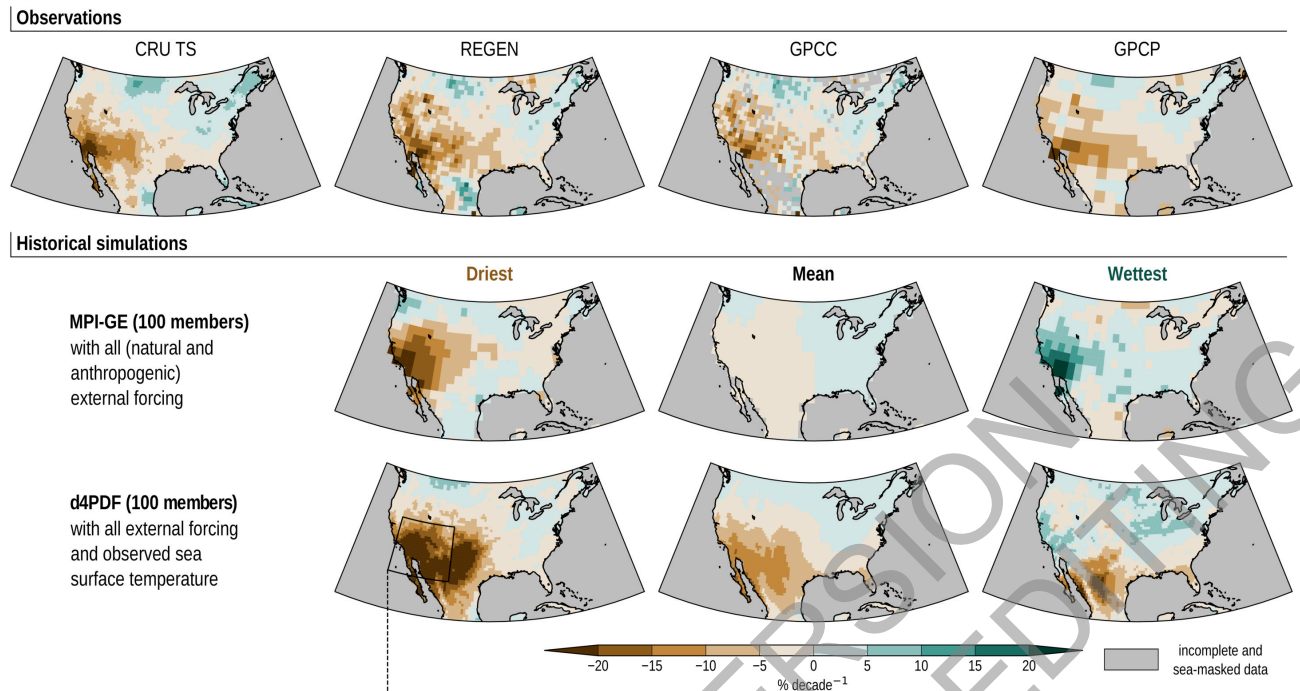 Observations
CRU TS
REGEN
GPCC
GPCP
Historical simulations
Driest
Mean
Wettest
MPI-GE (100 members)
with all (natural and
anthropogenic)
external forcing
d4PDF (100 members)
with all external forcing
and observed sea
surface temperature
−20 −15 −10 −5 0 5 10 15 20
% decade⁻¹
incomplete and
sea-masked data
VERSION
EDITING